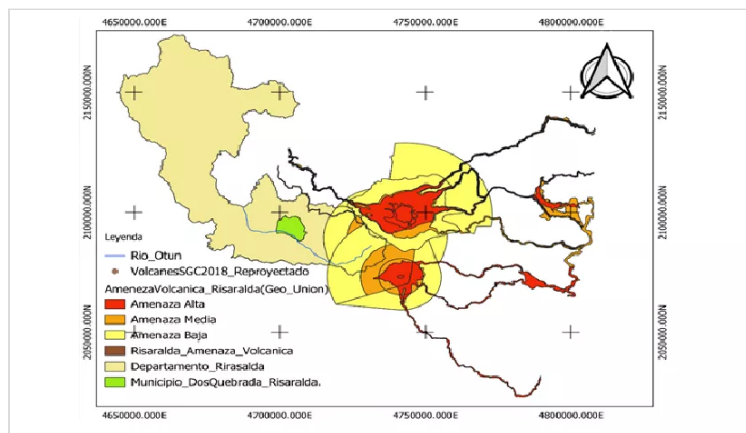 4650000.000E 4700000.000E 4750000.000E 4800000.000E
2150000.000N 2150000.000N
2100000.000N 2100000.000N
Leyenda
Rio_Otun
VolcanesSGC2018_Reproyectado
AmenezaVolcanica_Risaralda(Geo_Union)
Amenaza Alta
Amenaza Media
Amenaza Baja
Risaralda_Amenaza_Volcanica
Departamento_Rirasalda
Municipio_DosQuebrada_Risaralda.
2050000.000N 2050000.000N
4650000.000E 4700000.000E 4750000.000E 4800000.000E